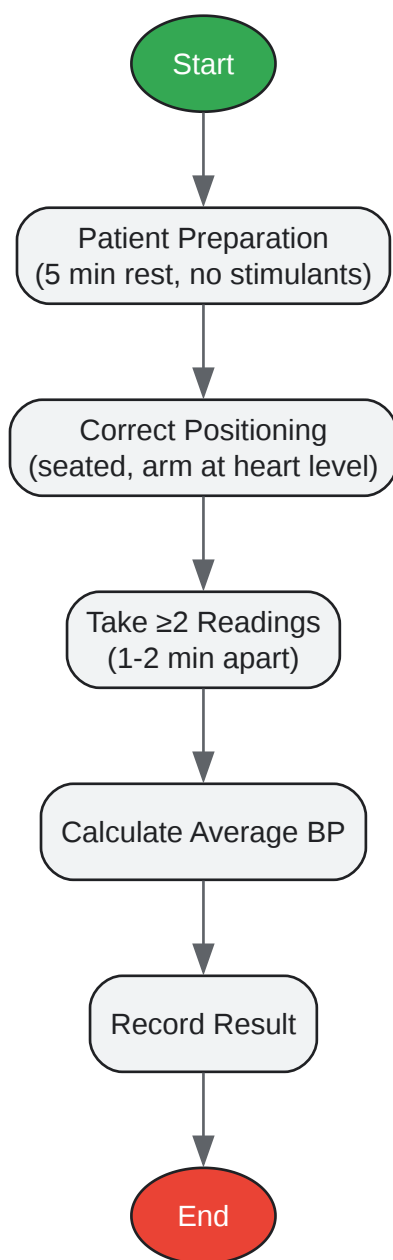 Start
Patient Preparation
(5 min rest, no stimulants)
Correct Positioning
(seated, arm at heart level)
Take ≥2 Readings
(1-2 min apart)
Calculate Average BP
Record Result
End